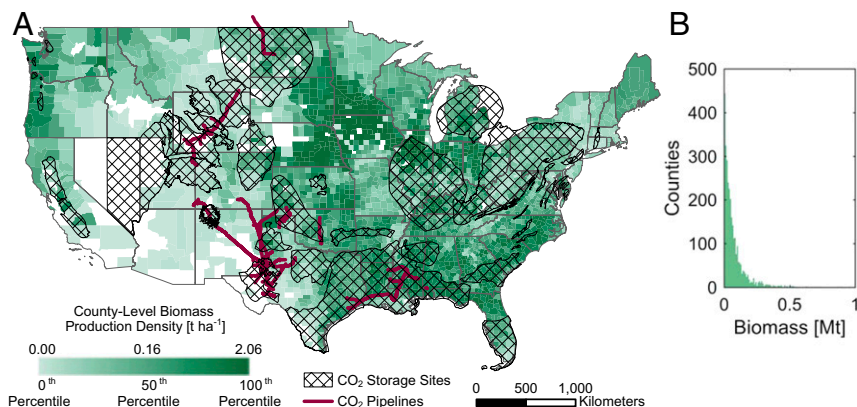 A
B
500
400
300
200
100
0
Counties
0
0.5
1
Biomass [Mt]
County-Level Biomass
Production Density [t ha⁻¹]
0.00 0.16 2.06
0ᵗʰ 50ᵗʰ 100ᵗʰ
Percentile Percentile Percentile
CO₂ Storage Sites
CO₂ Pipelines
0 500 1,000
Kilometers